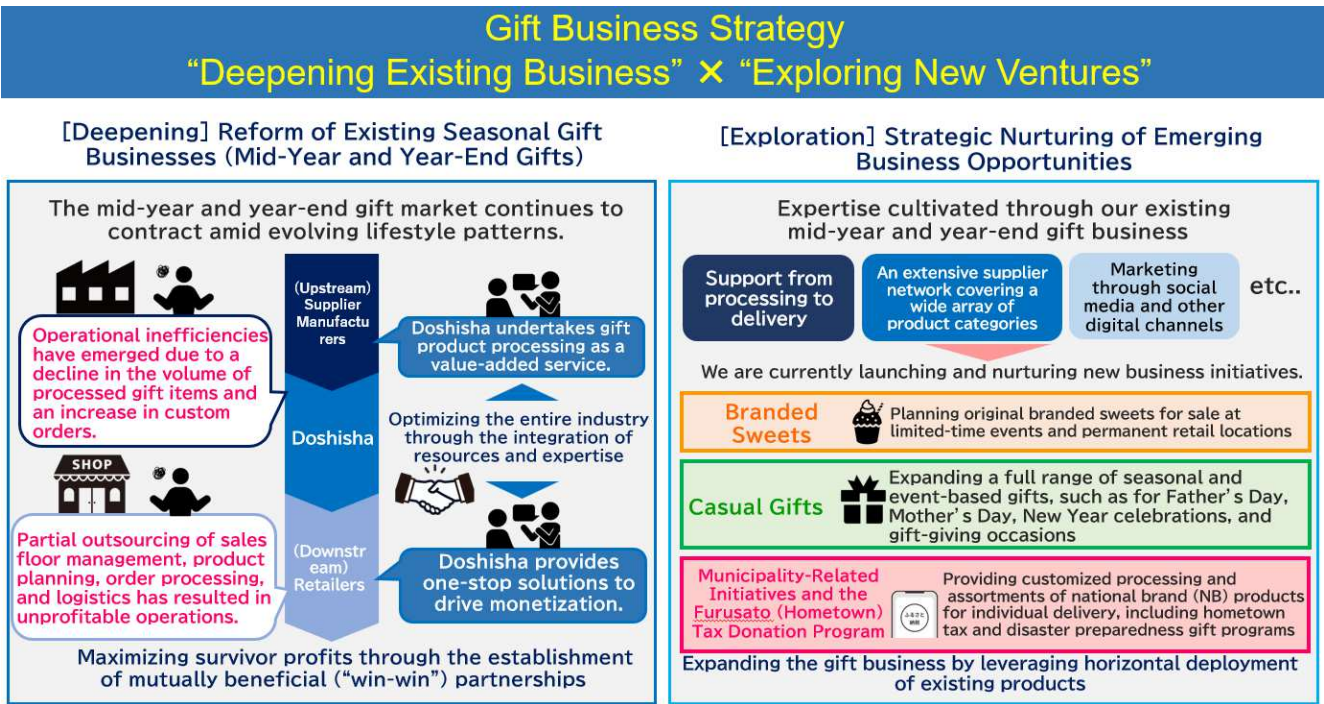 Gift Business Strategy
“Deepening Existing Business” × “Exploring New Ventures”
[Deepening] Reform of Existing Seasonal Gift
Businesses (Mid-Year and Year-End Gifts)
The mid-year and year-end gift market continues to
contract amid evolving lifestyle patterns.
Operational inefficiencies
have emerged due to a
decline in the volume of
processed gift items and
an increase in custom
orders.
(Upstream)
Supplier
Manufactu
rers
Doshisha undertakes gift
product processing as a
value-added service.
Doshisha
Optimizing the entire industry
through the integration of
resources and expertise
SHOP
Partial outsourcing of sales
floor management, product
planning, order processing,
and logistics has resulted in
unprofitable operations.
(Downstr
eam)
Retailers
Doshisha provides
one-stop solutions to
drive monetization.
Maximizing survivor profits through the establishment
of mutually beneficial (“win-win”) partnerships
[Exploration] Strategic Nurturing of Emerging
Business Opportunities
Expertise cultivated through our existing
mid-year and year-end gift business
Support from
processing to
delivery
An extensive supplier
network covering a
wide array of
product categories
Marketing
through social
media and other
digital channels
etc..
We are currently launching and nurturing new business initiatives.
Branded
Sweets
Planning original branded sweets for sale at
limited-time events and permanent retail locations
Casual Gifts
Expanding a full range of seasonal and
event-based gifts, such as for Father’s Day,
Mother’s Day, New Year celebrations, and
gift-giving occasions
Municipality-Related
Initiatives and the
Furusato (Hometown)
Tax Donation Program
ふるさと
納税
Providing customized processing and
assortments of national brand (NB) products
for individual delivery, including hometown
tax and disaster preparedness gift programs
Expanding the gift business by leveraging horizontal deployment
of existing products